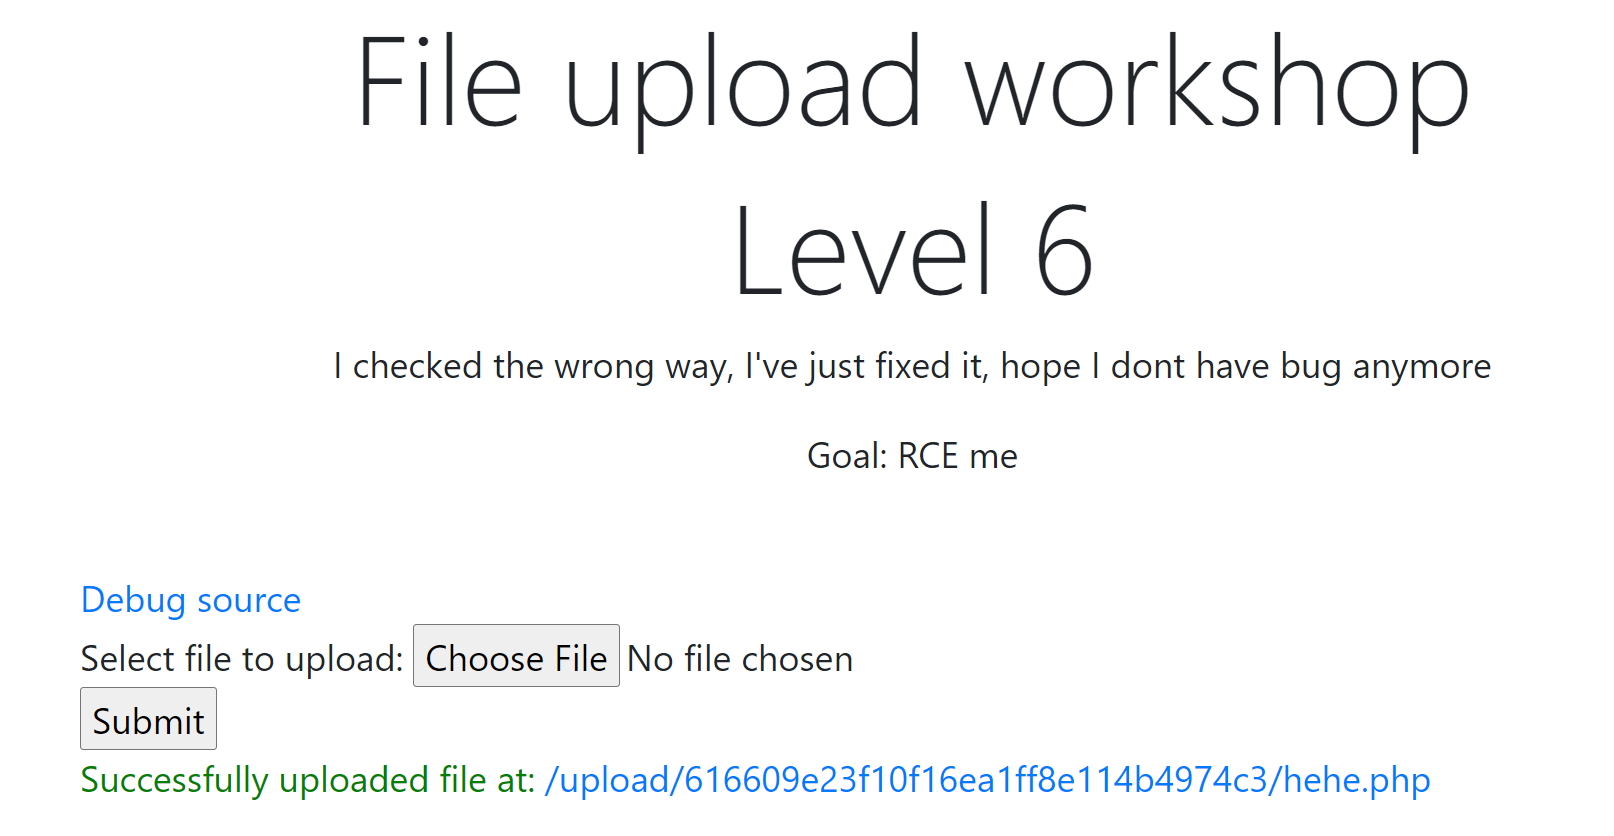 File upload workshop
Level 6
I checked the wrong way, I've just fixed it, hope I dont have bug anymore
Goal: RCE me
Debug source
Select file to upload: Choose File No file chosen
Submit
Successfully uploaded file at: /upload/616609e23f10f16ea1ff8e114b4974c3/hehe.php